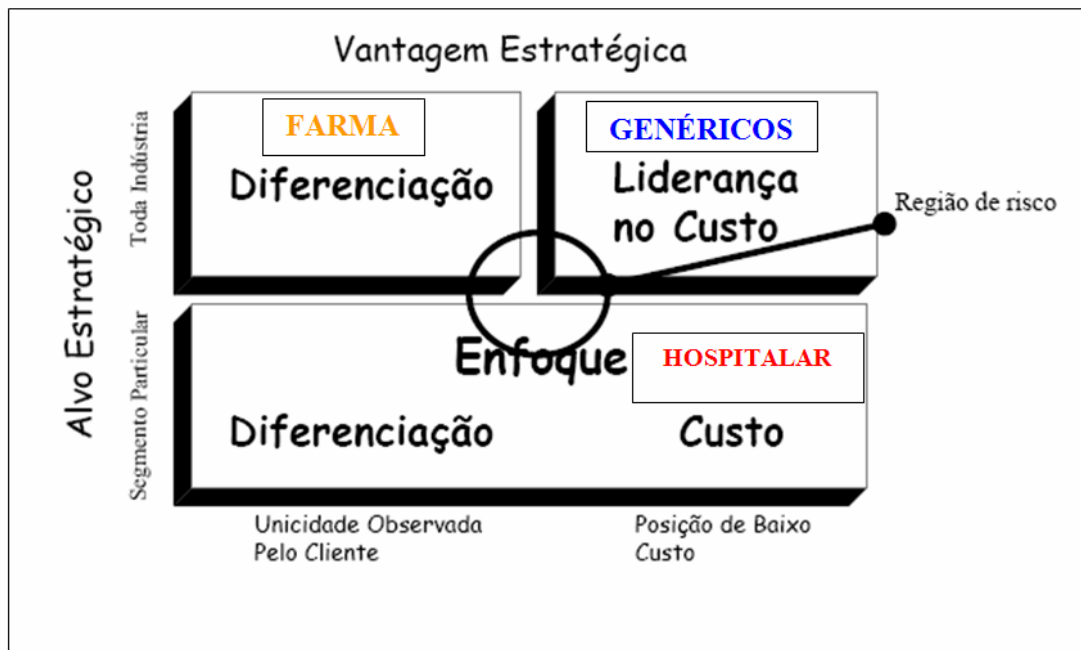 Vantagem Estratégica
Alvo Estratégico
Toda Indústria
FARMA
Diferenciação
GENÉRICOS
Liderança
no Custo
Região de risco
Segmento Particular
Enfoque
HOSPITALAR
Diferenciação
Custo
Unicidade Observada
Pelo Cliente
Posição de Baixo
Custo